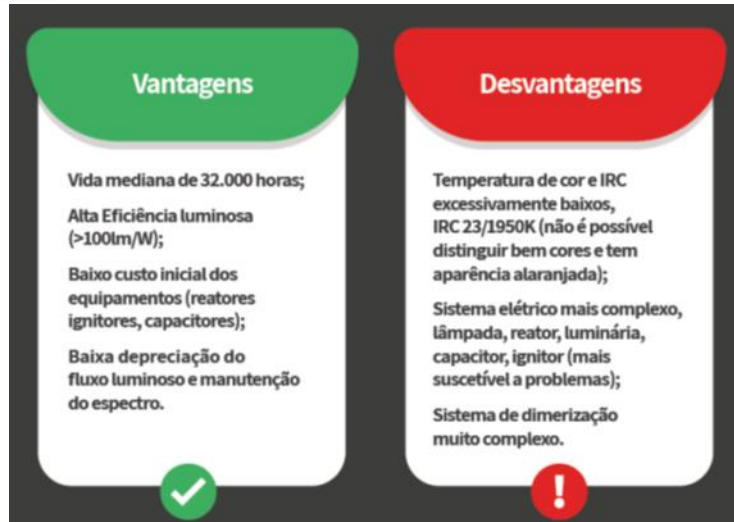 Vantagens
Vida mediana de 32.000 horas;
Alta Eficiência luminosa
(>100lm/W);
Baixo custo inicial dos
equipamentos (reatores
ignitores, capacitores);
Baixa depreciação do
fluxo luminoso e manutenção
do espectro.
Desvantagens
Temperatura de cor e IRC
excessivamente baixos,
IRC 23/1950K (não é possível
distinguir bem cores e tem
aparência alaranjada);
Sistema elétrico mais complexo,
lâmpada, reator, luminária,
capacitor, ignitor (mais
suscetível a problemas);
Sistema de dimerização
muito complexo.
!